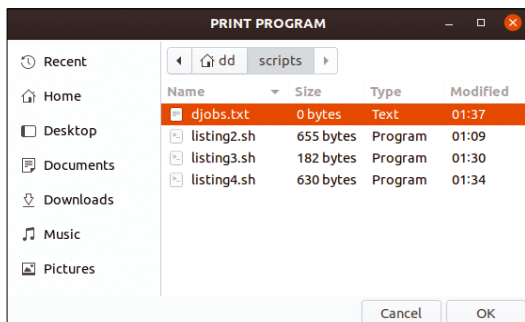 PRINT PROGRAM
Recent
Home
Desktop
Documents
Downloads
Music
Pictures
dd scripts
Name Size Type Modified
djobs.txt 0 bytes Text 01:37
listing2.sh 655 bytes Program 01:09
listing3.sh 182 bytes Program 01:30
listing4.sh 630 bytes Program 01:34
Cancel OK